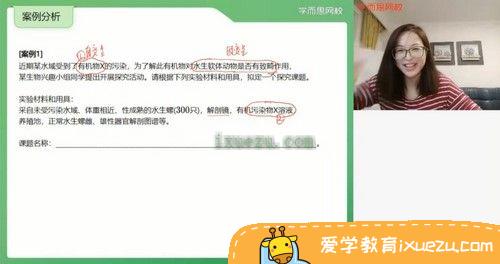 案例分析
学而思网校
[案例1]
近期某水域受到了有机物X的污染，为了解此有机物对水生软体动物是否有致畸作用，
某生物兴趣小组同学提出开展探究活动。请根据下列实验材料和用具，拟定一个探究课题。
实验材料和用具：
来自未受污染水域、体重相近、性成熟的水生螺(300只)，解剖镜，有机污染物X溶液
养殖池，正常水生螺雌、雄性器官解剖图谱等。
ixuezu.com
课题名称：
学而思网校
爱学教育ixuezu.com